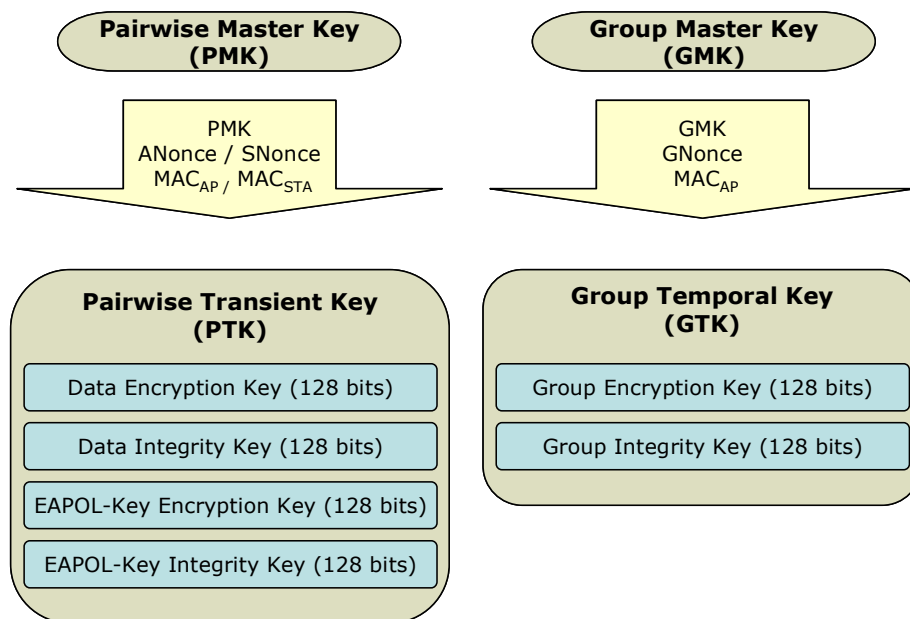 Pairwise Master Key
(PMK)
PMK
ANonce / SNonce
MACAP / MACSTA
Pairwise Transient Key
(PTK)
Data Encryption Key (128 bits)
Data Integrity Key (128 bits)
EAPOL-Key Encryption Key (128 bits)
EAPOL-Key Integrity Key (128 bits)
Group Master Key
(GMK)
GMK
GNonce
MACAP
Group Temporal Key
(GTK)
Group Encryption Key (128 bits)
Group Integrity Key (128 bits)